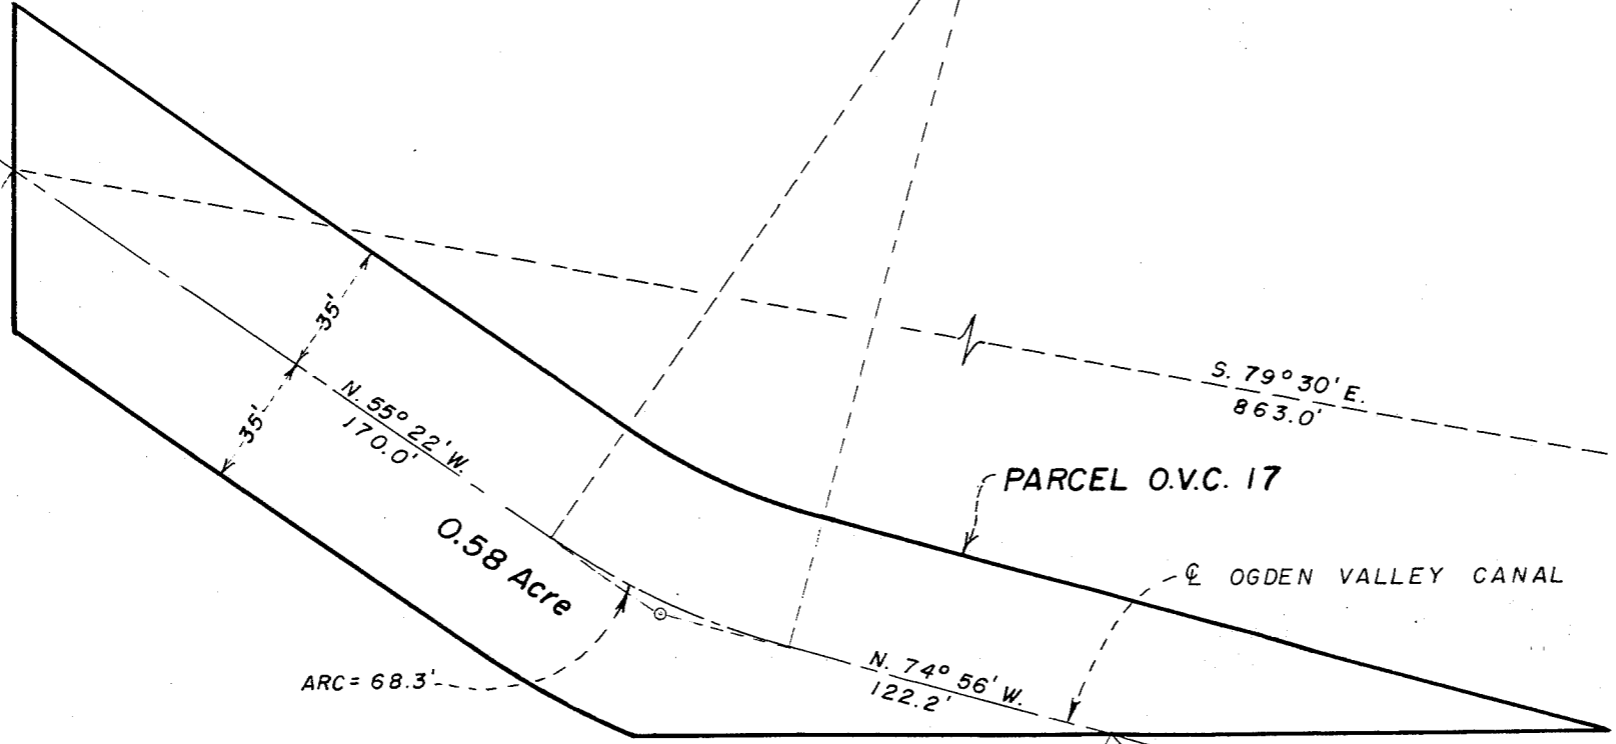 35'
35'
N. 55° 22' W.
170.0'
S. 79° 30' E.
863.0'
PARCEL O.V.C. 17
0.58 Acre
℄ OGDEN VALLEY CANAL
ARC = 68.3'
N. 74° 56' W.
122.2'